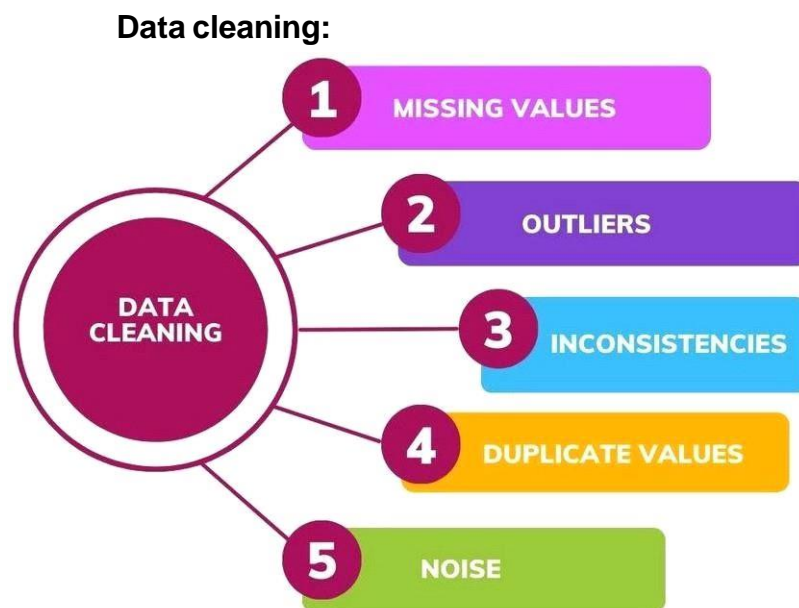 Data cleaning:
1 MISSING VALUES
2 OUTLIERS
DATA
CLEANING
3 INCONSISTENCIES
4 DUPLICATE VALUES
5 NOISE